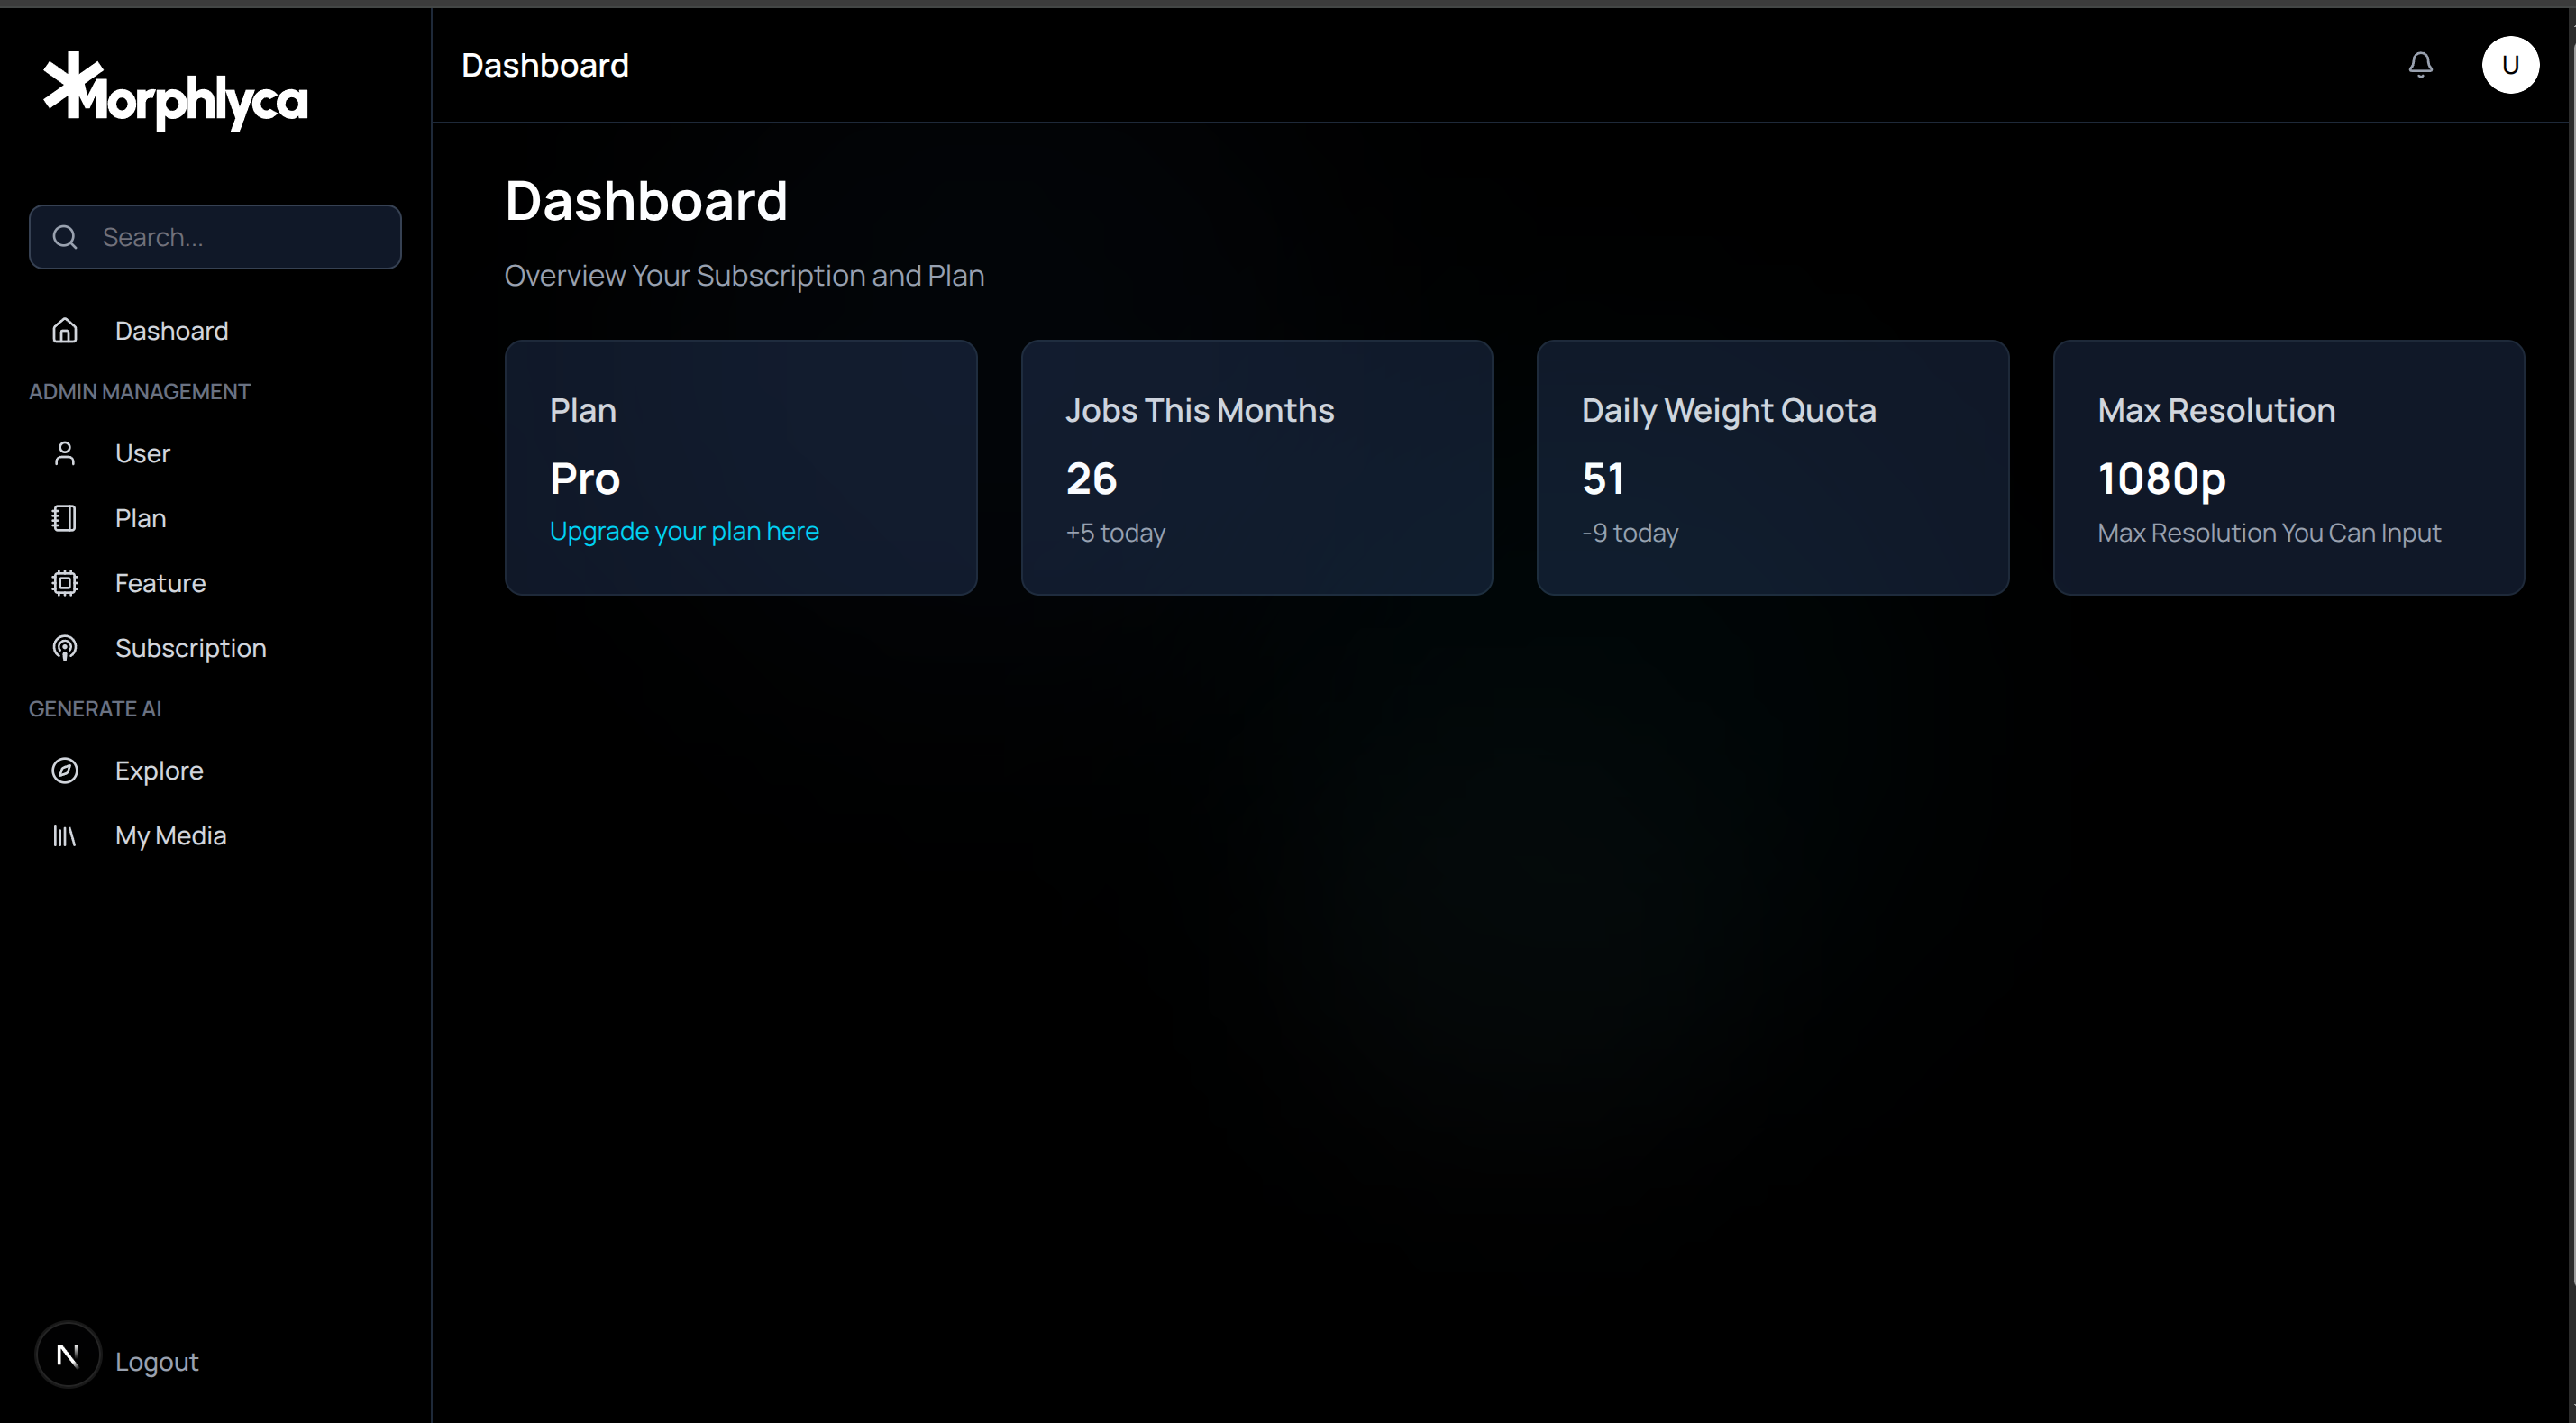 Morphlyca
Search...
Dashoard
ADMIN MANAGEMENT
User
Plan
Feature
Subscription
GENERATE AI
Explore
My Media
N
Logout
Dashboard
U
Dashboard
Overview Your Subscription and Plan
Plan
Pro
Upgrade your plan here
Jobs This Months
26
+5 today
Daily Weight Quota
51
-9 today
Max Resolution
1080p
Max Resolution You Can Input